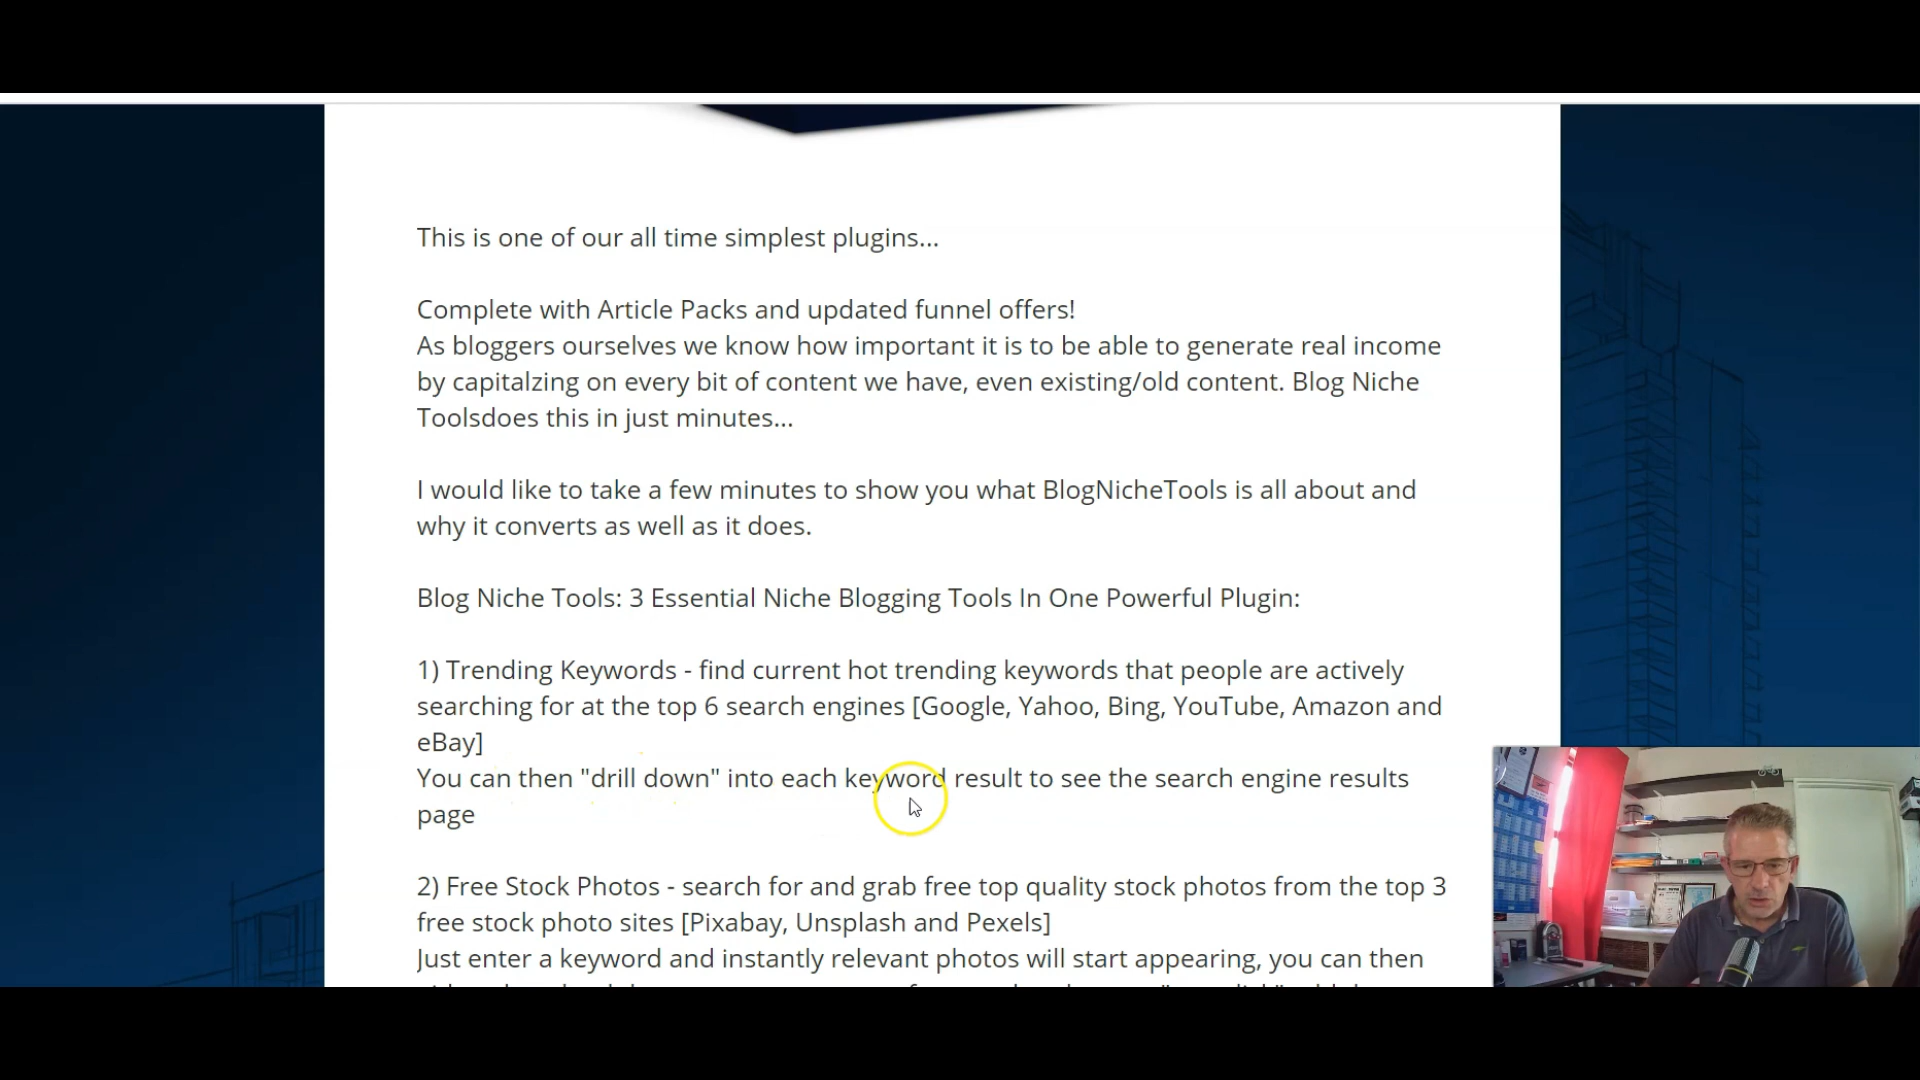 This is one of our all time simplest plugins...
Complete with Article Packs and updated funnel offers!
As bloggers ourselves we know how important it is to be able to generate real income
by capitalzing on every bit of content we have, even existing/old content. Blog Niche
Toolsdoes this in just minutes...
I would like to take a few minutes to show you what BlogNicheTools is all about and
why it converts as well as it does.
Blog Niche Tools: 3 Essential Niche Blogging Tools In One Powerful Plugin:
1) Trending Keywords - find current hot trending keywords that people are actively
searching for at the top 6 search engines [Google, Yahoo, Bing, YouTube, Amazon and
eBay]
You can then "drill down" into each keyword result to see the search engine results
page
2) Free Stock Photos - search for and grab free top quality stock photos from the top 3
free stock photo sites [Pixabay, Unsplash and Pexels]
Just enter a keyword and instantly relevant photos will start appearing, you can then